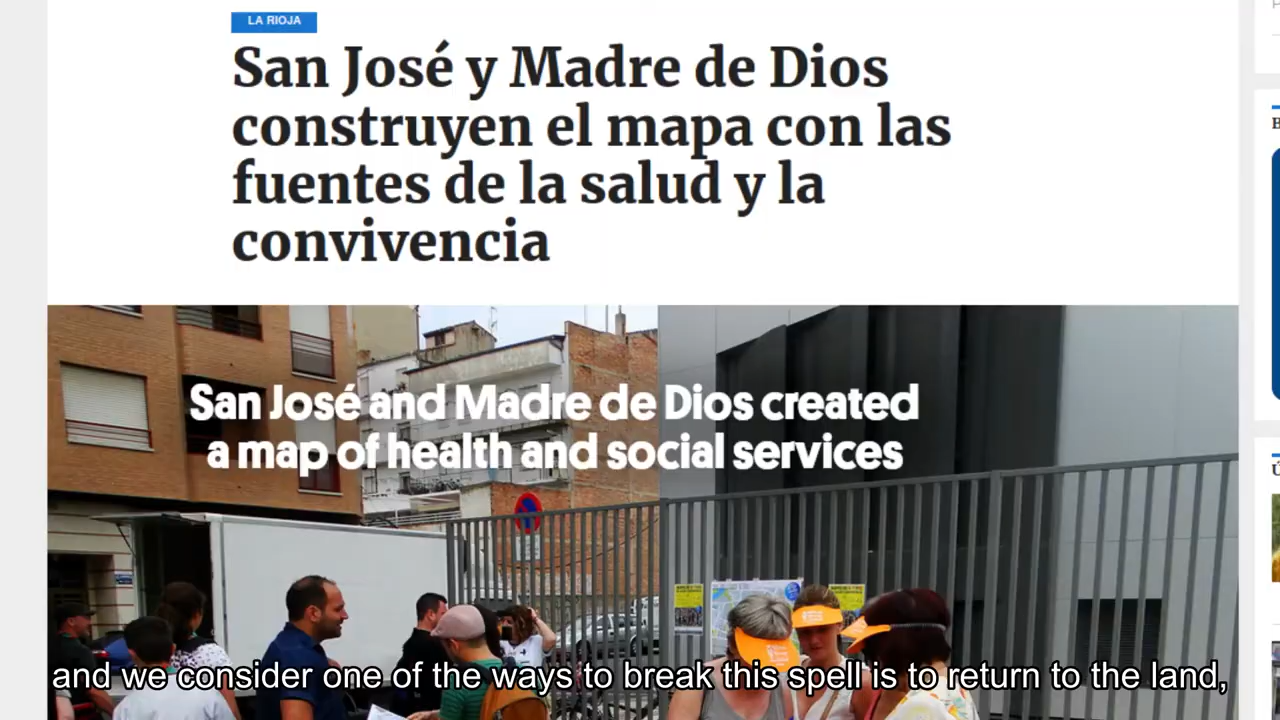 LA RIOJA
San José y Madre de Dios
construyen el mapa con las
fuentes de la salud y la
convivencia
San José and Madre de Dios created
a map of health and social services
and we consider one of the ways to break this spell is to return to the land,